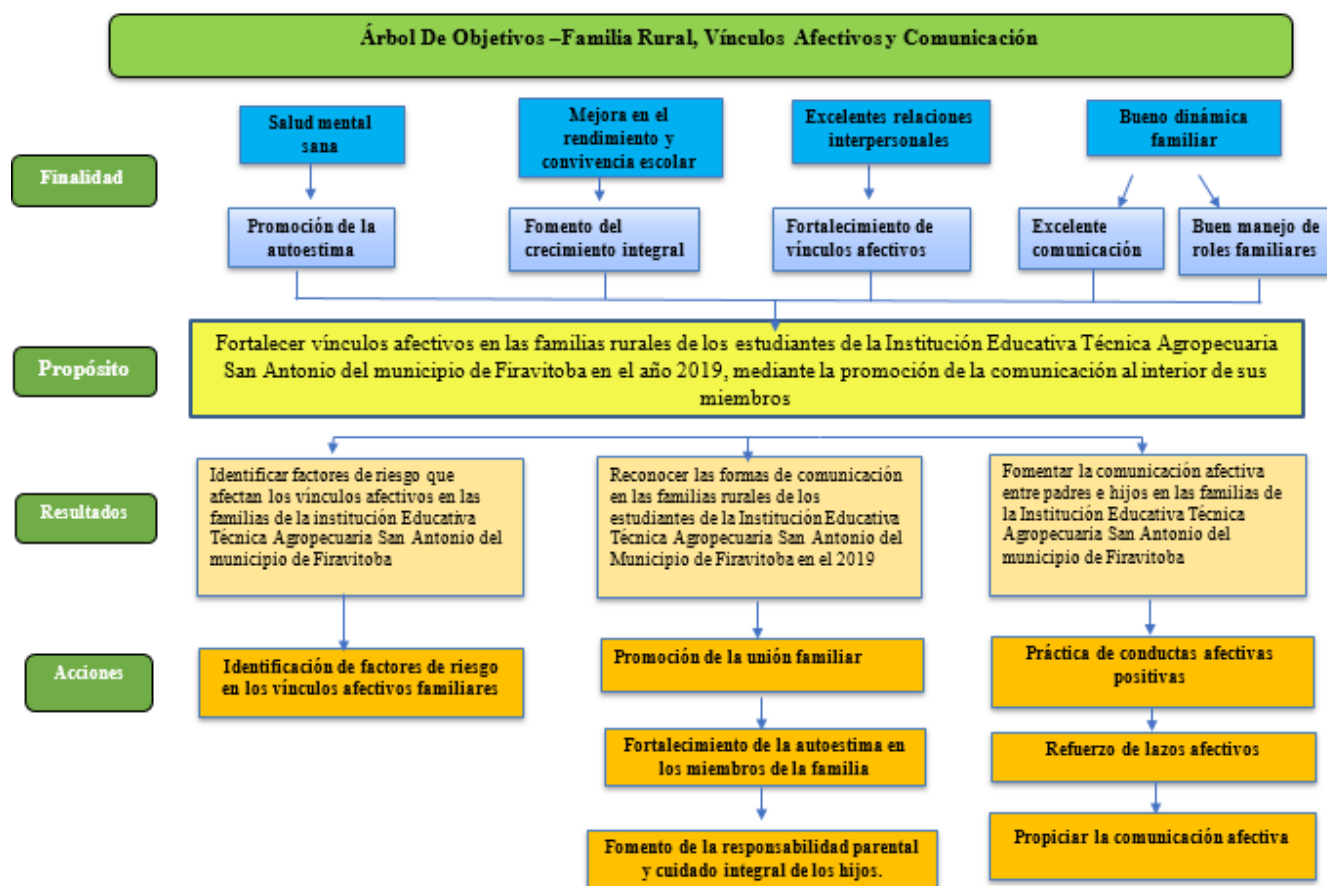 Árbol De Objetivos –Familia Rural, Vínculos Afectivos y Comunicación
Salud mental
sana
Mejora en el
rendimiento y
convivencia escolar
Excelentes relaciones
interpersonales
Bueno dinámica
familiar
Finalidad
Promoción de la
autoestima
Fomento del
crecimiento integral
Fortalecimiento de
vínculos afectivos
Excelente
comunicación
Buen manejo de
roles familiares
Propósito
Fortalecer vínculos afectivos en las familias rurales de los estudiantes de la Institución Educativa Técnica Agropecuaria
San Antonio del municipio de Firavitoba en el año 2019, mediante la promoción de la comunicación al interior de sus
miembros
Resultados
Identificar factores de riesgo que
afectan los vínculos afectivos en las
familias de la institución Educativa
Técnica Agropecuaria San Antonio del
municipio de Firavitoba
Reconocer las formas de comunicación
en las familias rurales de los
estudiantes de la Institución Educativa
Técnica Agropecuaria San Antonio del
Municipio de Firavitoba en el 2019
Fomentar la comunicación afectiva
entre padres e hijos en las familias de
la Institución Educativa Técnica
Agropecuaria San Antonio del
municipio de Firavitoba
Acciones
Identificación de factores de riesgo
en los vínculos afectivos familiares
Promoción de la unión familiar
Práctica de conductas afectivas
positivas
Fortalecimiento de la autoestima en
los miembros de la familia
Refuerzo de lazos afectivos
Fomento de la responsabilidad parental
y cuidado integral de los hijos.
Propiciar la comunicación afectiva